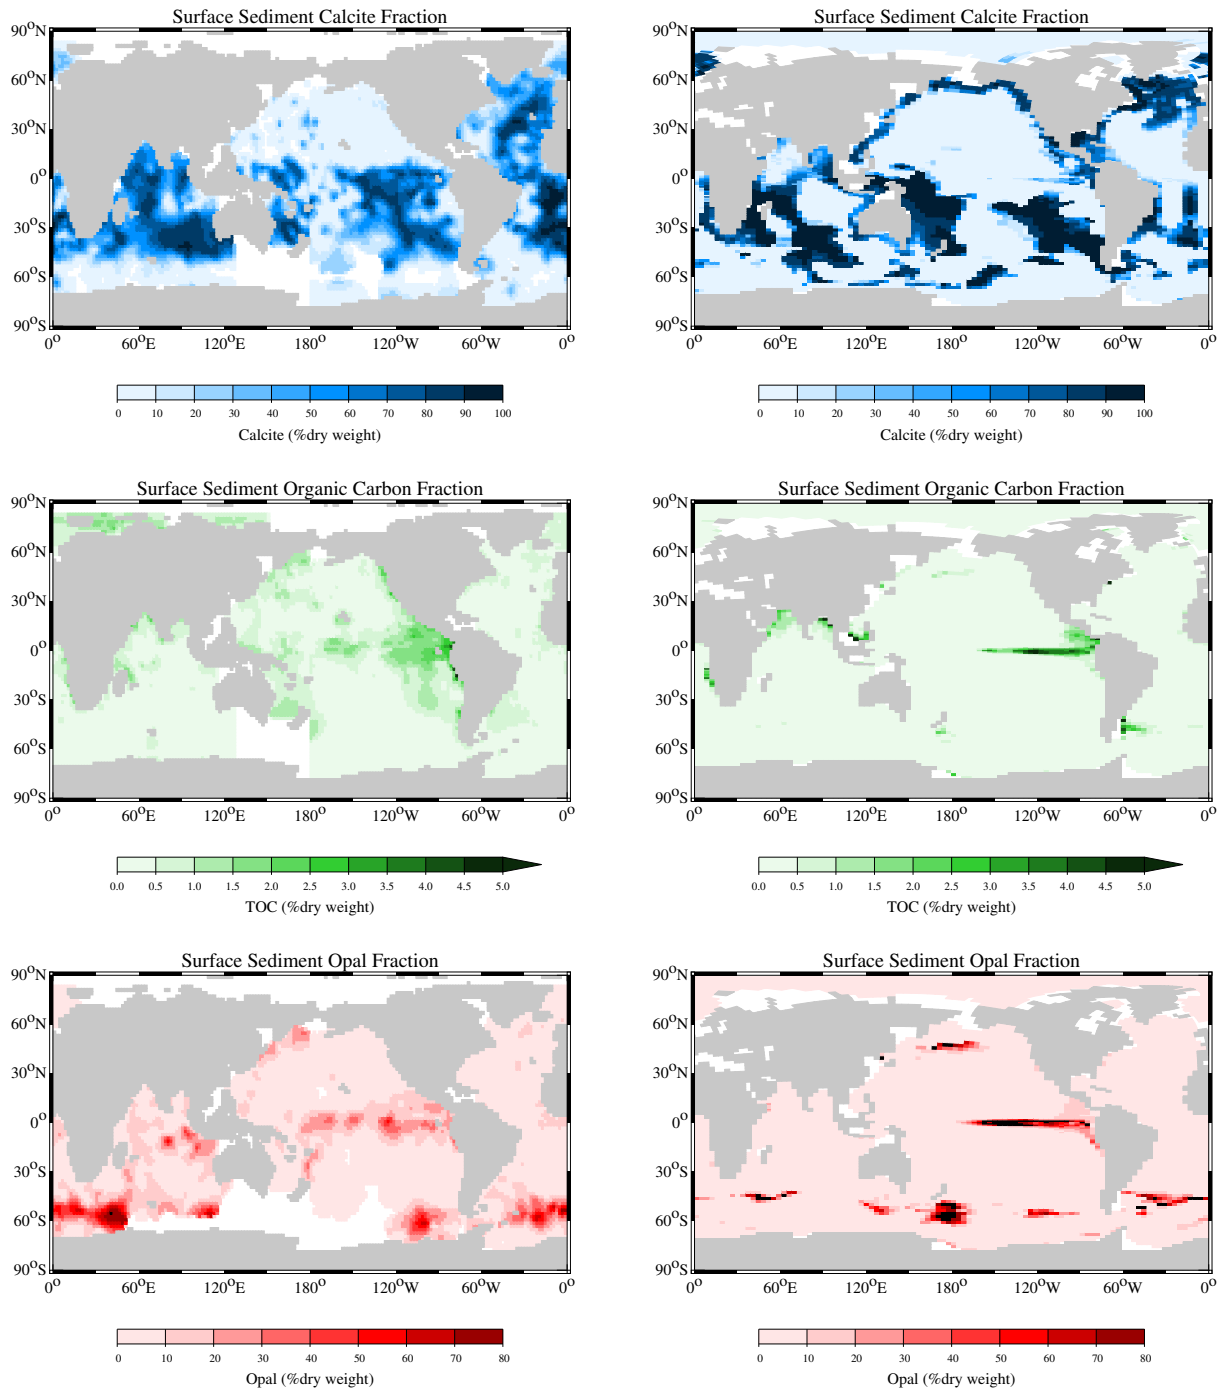 Surface Sediment Calcite Fraction
90°N
60°N
30°N
0°
30°S
60°S
90°S
0° 60°E 120°E 180° 120°W 60°W 0°
0 10 20 30 40 50 60 70 80 90 100
Calcite (%dry weight)
Surface Sediment Calcite Fraction
90°N
60°N
30°N
0°
30°S
60°S
90°S
0° 60°E 120°E 180° 120°W 60°W 0°
0 10 20 30 40 50 60 70 80 90 100
Calcite (%dry weight)
Surface Sediment Organic Carbon Fraction
90°N
60°N
30°N
0°
30°S
60°S
90°S
0° 60°E 120°E 180° 120°W 60°W 0°
0.0 0.5 1.0 1.5 2.0 2.5 3.0 3.5 4.0 4.5 5.0
TOC (%dry weight)
Surface Sediment Organic Carbon Fraction
90°N
60°N
30°N
0°
30°S
60°S
90°S
0° 60°E 120°E 180° 120°W 60°W 0°
0.0 0.5 1.0 1.5 2.0 2.5 3.0 3.5 4.0 4.5 5.0
TOC (%dry weight)
Surface Sediment Opal Fraction
90°N
60°N
30°N
0°
30°S
60°S
90°S
0° 60°E 120°E 180° 120°W 60°W 0°
0 10 20 30 40 50 60 70 80
Opal (%dry weight)
Surface Sediment Opal Fraction
90°N
60°N
30°N
0°
30°S
60°S
90°S
0° 60°E 120°E 180° 120°W 60°W 0°
0 10 20 30 40 50 60 70 80
Opal (%dry weight)